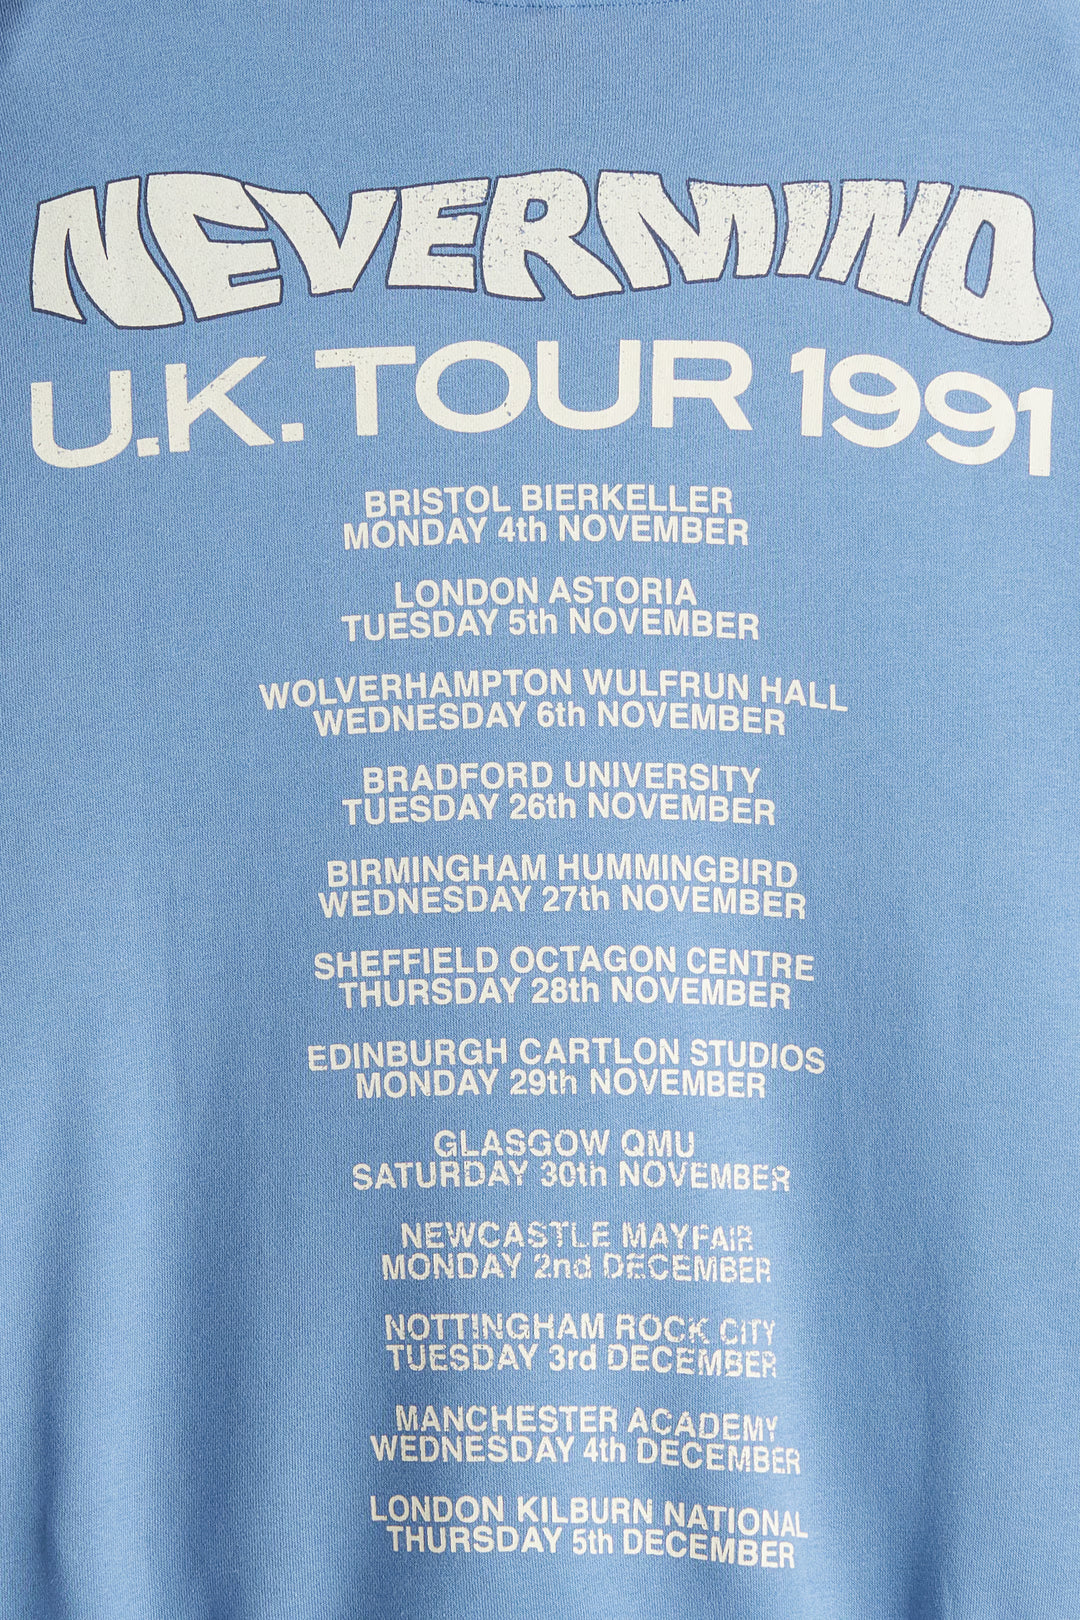 NEVERMIND
U.K. TOUR 1991
BRISTOL BIERKELLER
MONDAY 4th NOVEMBER
LONDON ASTORIA
TUESDAY 5th NOVEMBER
WOLVERHAMPTON WULFRUN HALL
WEDNESDAY 6th NOVEMBER
BRADFORD UNIVERSITY
TUESDAY 26th NOVEMBER
BIRMINGHAM HUMMINGBIRD
WEDNESDAY 27th NOVEMBER
SHEFFIELD OCTAGON CENTRE
THURSDAY 28th NOVEMBER
EDINBURGH CARTLON STUDIOS
MONDAY 29th NOVEMBER
GLASGOW QMU
SATURDAY 30th NOVEMBER
NEWCASTLE MAYFAIR
MONDAY 2nd DECEMBER
NOTTINGHAM ROCK CITY
TUESDAY 3rd DECEMBER
MANCHESTER ACADEMY
WEDNESDAY 4th DECEMBER
LONDON KILBURN NATIONAL
THURSDAY 5th DECEMBER